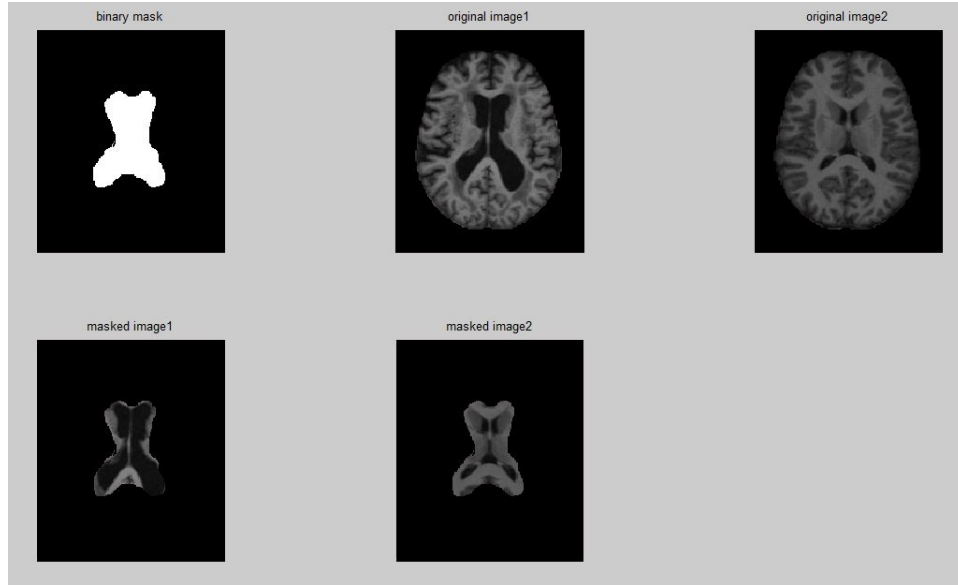 binary mask
original image1
original image2
masked image1
masked image2